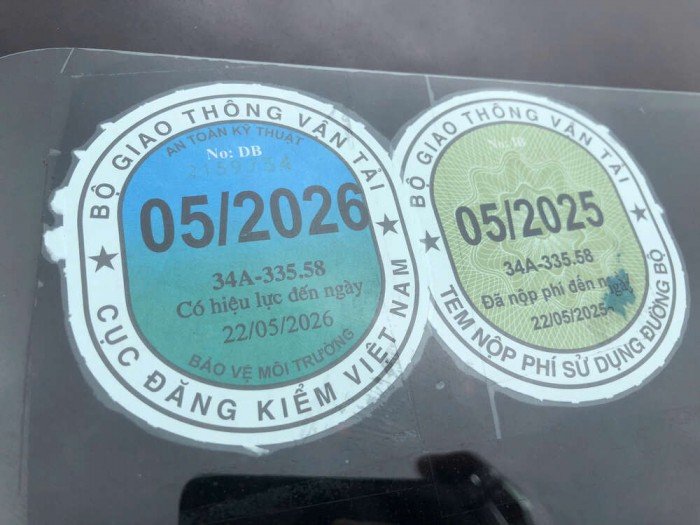 BỘ GIAO THÔNG VẬN TẢI
AN TOÀN KỸ THUẬT
No: DB
05/2026
34A-335.58
Có hiệu lực đến ngày
22/05/2026
BẢO VỆ MÔI TRƯỜNG
★ CỤC ĐĂNG KIỂM VIỆT NAM ★
BỘ GIAO THÔNG VẬN TẢI
05/2025
34A-335.58
Đã nộp phí đến ngày
22/05/2025
★ TEM NỘP PHÍ SỬ DỤNG ĐƯỜNG BỘ ★